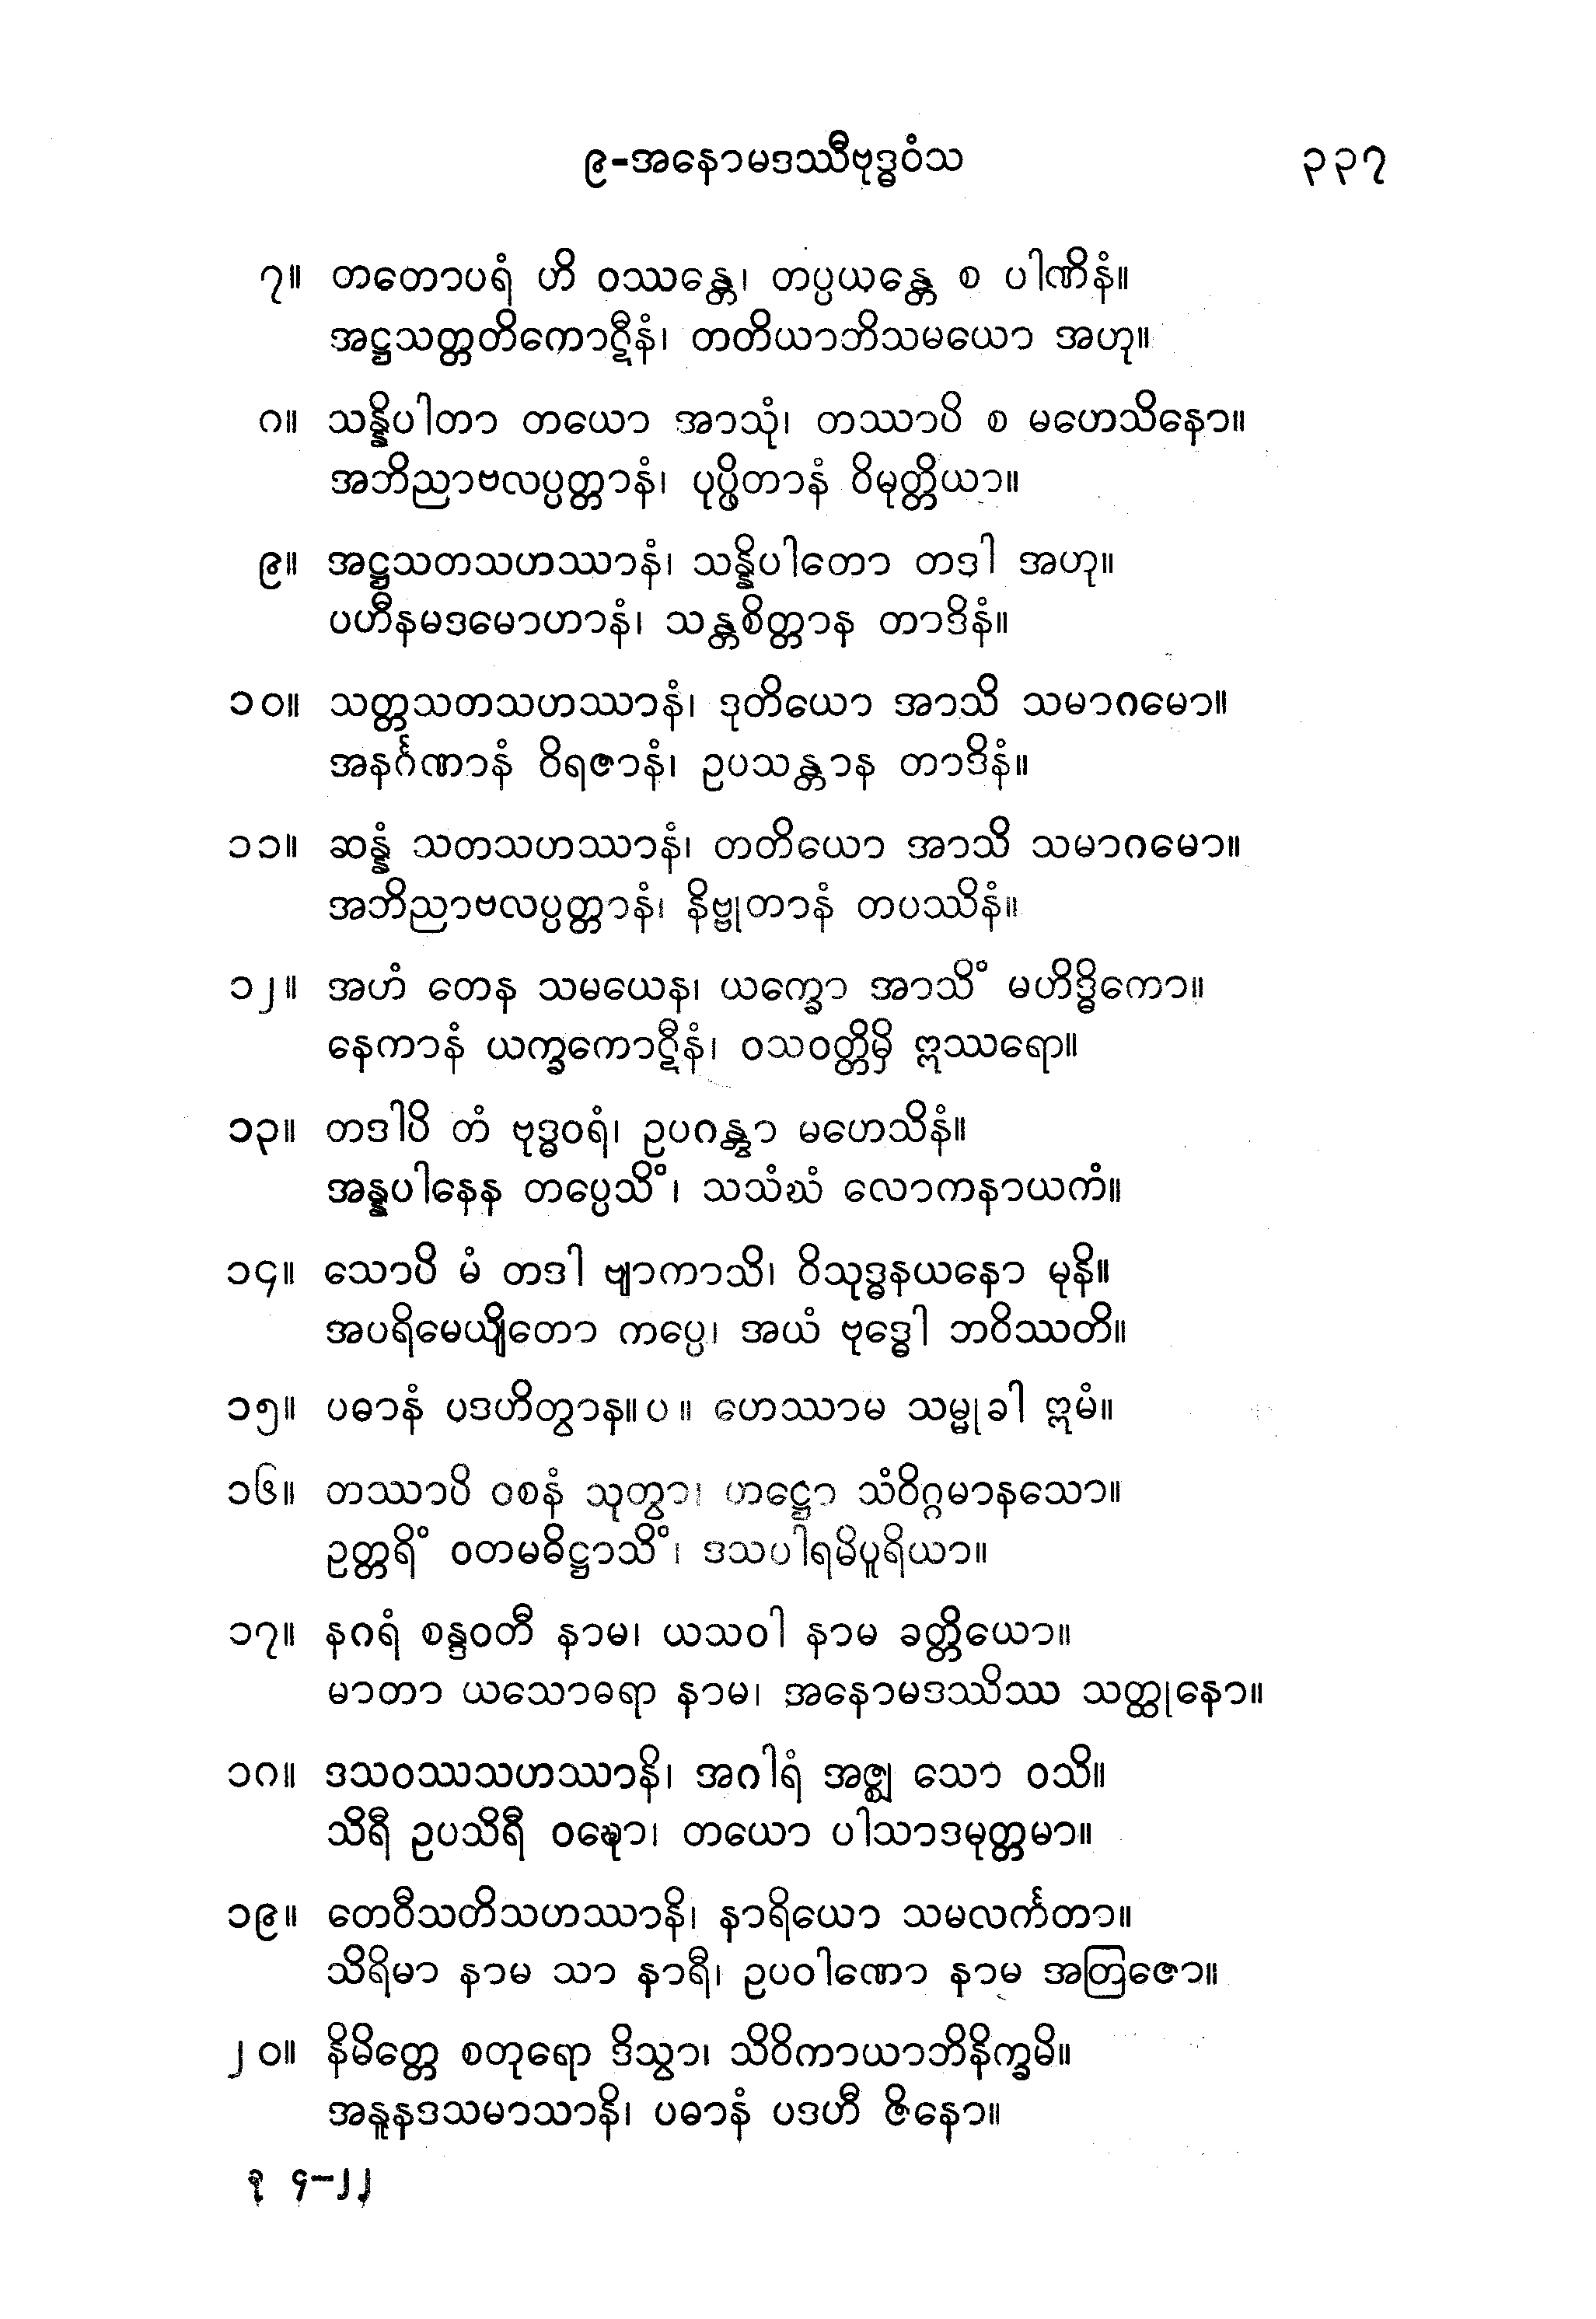 ၉-အနောမဒဿီဗုဒ္ဓဝံသ ၃၃၇
၇။ တတောပရံ ဟိ ဝဿန္တေ၊ တပ္ပယန္တေ စ ပါဏိနံ။
အဋ္ဌသတ္တတိကောဋီနံ၊ တတိယာဘိသမယော အဟု။
၈။ သန္နိပါတာ တယော အာသုံ၊ တဿာပိ စ မဟေသိနော။
အဘိညာဗလပ္ပတ္တာနံ၊ ပုပ္ဖိတာနံ ဝိမုတ္တိယာ။
၉။ အဋ္ဌသတသဟဿာနံ၊ သန္နိပါတော တဒါ အဟု။
ပဟီနမဒမောဟာနံ၊ သန္တစိတ္တာန တာဒိနံ။
၁၀။ သတ္တသတသဟဿာနံ၊ ဒုတိယော အာသိ သမာဂမော။
အနင်္ဂဏာနံ ဝိရဇာနံ၊ ဥပသန္တာန တာဒိနံ။
၁၁။ ဆန္နံ သတသဟဿာနံ၊ တတိယော အာသိ သမာဂမော။
အဘိညာဗလပ္ပတ္တာနံ၊ နိဗ္ဗုတာနံ တပဿိနံ။
၁၂။ အဟံ တေန သမယေန၊ ယက္ခော အာသိံ မဟိဒ္ဓိကော။
နေကာနံ ယက္ခကောဋီနံ၊ ဝသဝတ္တိမှိ ဣဿရော။
၁၃။ တဒါပိ တံ ဗုဒ္ဓဝရံ၊ ဥပဂန္တွာ မဟေသိနံ။
အန္နပါနေန တပ္ပေသိံ၊ သသံဃံ လောကနာယကံ။
၁၄။ သောပိ မံ တဒါ ဗျာကာသိ၊ ဝိသုဒ္ဓနယနော မုနိ။
အပရိမေယျိတော ကပ္ပေ၊ အယံ ဗုဒ္ဓေါ ဘဝိဿတိ။
၁၅။ ပဓာနံ ပဒဟိတွာန။ပ။ ဟေဿာမ သမ္မုခါ ဣမံ။
၁၆။ တဿာပိ ဝစနံ သုတွာ၊ ဟဋ္ဌော သံဝိဂ္ဂမာနသော။
ဥတ္တရိံ ဝတမဓိဋ္ဌာသိံ၊ ဒသပါရမိပူရိယာ။
၁၇။ နဂရံ စန္ဒဝတီ နာမ၊ ယသဝါ နာမ ခတ္တိယော။
မာတာ ယသောဓရာ နာမ၊ အနောမဒဿိဿ သတ္ထုနော။
၁၈။ ဒသဝဿသဟဿာနိ၊ အဂါရံ အဇ္ဈ သော ဝသိ။
သိရီ ဥပသိရီ ဝဍ္ဎော၊ တယော ပါသာဒမုတ္တမာ။
၁၉။ တေဝီသတိသဟဿာနိ၊ နာရိယော သမလင်္ကတာ။
သိရိမာ နာမ သာ နာရီ၊ ဥပဝါဏော နာမ အတြဇော။
၂၀။ နိမိတ္တေ စတုရော ဒိသွာ၊ သိဝိကာယာဘိနိက္ခမိ။
အနူနဒသမာသာနိ၊ ပဓာနံ ပဒဟီ ဇိနော။
ခု ၄-၂၂